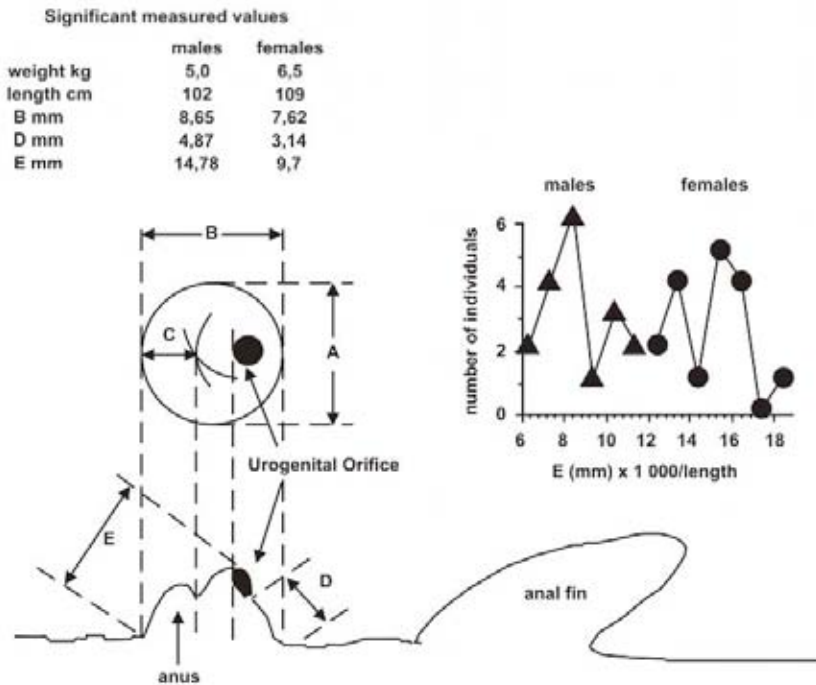 Significant measured values
males females
weight kg 5,0 6,5
length cm 102 109
B mm 8,65 7,62
D mm 4,87 3,14
E mm 14,78 9,7
B
C
A
Urogenital Orifice
E
D
anus
anal fin
males females
number of individuals
6
4
2
0
6 8 10 12 14 16 18
E (mm) x 1 000/length